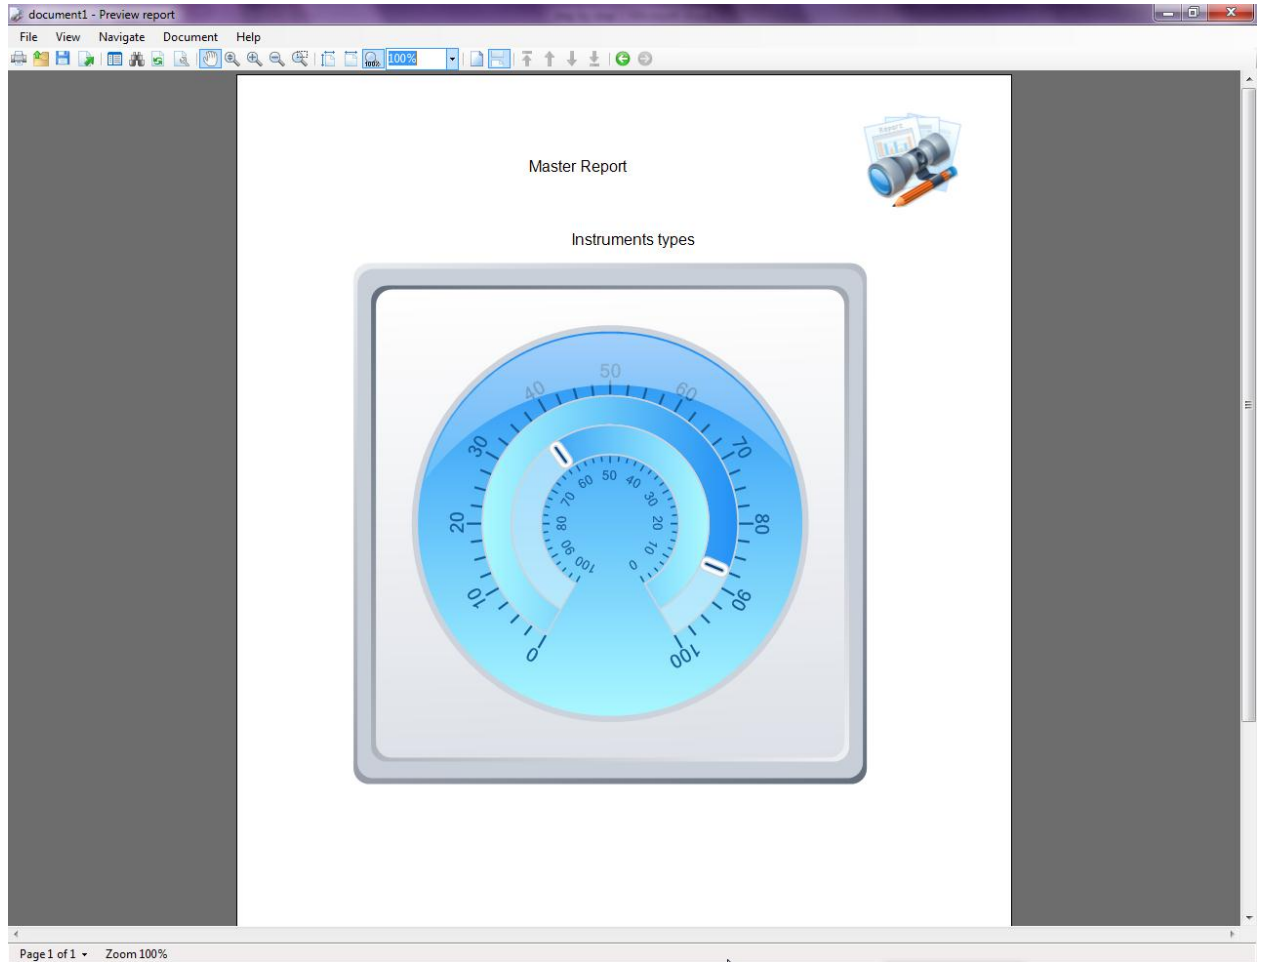 document1 - Preview report
File View Navigate Document Help
100% 100%
Report
Master Report
Instruments types
50
40 60
30 70
20 80
10 90
0 100
50
60 40
70 30
80 20
90 10
100 0
Page 1 of 1 Zoom 100%